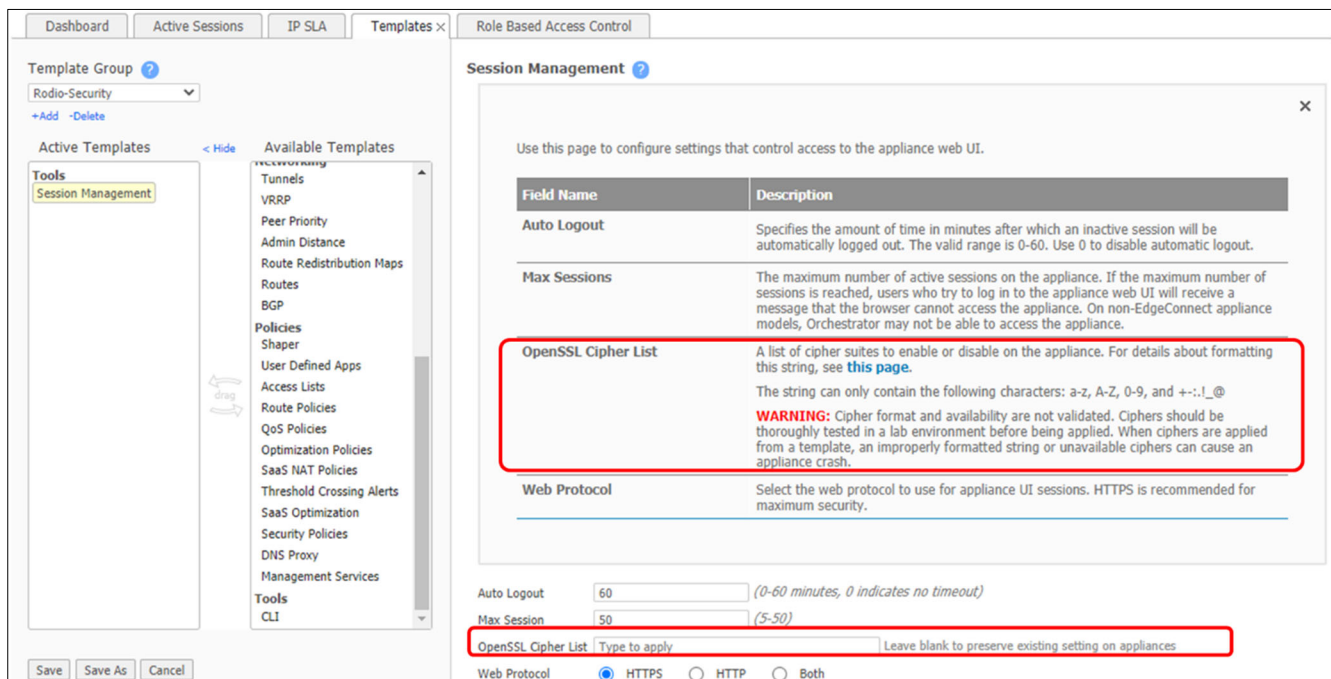 Dashboard
Active Sessions
IP SLA
Templates ×
Role Based Access Control
Template Group ?
Rodio-Security
+Add -Delete
Active Templates
< Hide
Available Templates
Tools
Session Management
Networking
Tunnels
VRRP
Peer Priority
Admin Distance
Route Redistribution Maps
Routes
BGP
Policies
Shaper
User Defined Apps
Access Lists
Route Policies
QoS Policies
Optimization Policies
SaaS NAT Policies
Threshold Crossing Alerts
SaaS Optimization
Security Policies
DNS Proxy
Management Services
Tools
CLI
drag
Save
Save As
Cancel
Session Management ?
×
Use this page to configure settings that control access to the appliance web UI.
Field Name
Description
Auto Logout
Specifies the amount of time in minutes after which an inactive session will be
automatically logged out. The valid range is 0-60. Use 0 to disable automatic logout.
Max Sessions
The maximum number of active sessions on the appliance. If the maximum number of
sessions is reached, users who try to log in to the appliance web UI will receive a
message that the browser cannot access the appliance. On non-EdgeConnect appliance
models, Orchestrator may not be able to access the appliance.
OpenSSL Cipher List
A list of cipher suites to enable or disable on the appliance. For details about formatting
this string, see this page.
The string can only contain the following characters: a-z, A-Z, 0-9, and +-:.!_@
WARNING: Cipher format and availability are not validated. Ciphers should be
thoroughly tested in a lab environment before being applied. When ciphers are applied
from a template, an improperly formatted string or unavailable ciphers can cause an
appliance crash.
Web Protocol
Select the web protocol to use for appliance UI sessions. HTTPS is recommended for
maximum security.
Auto Logout 60 (0-60 minutes, 0 indicates no timeout)
Max Session 50 (5-50)
OpenSSL Cipher List Type to apply Leave blank to preserve existing setting on appliances
Web Protocol HTTPS HTTP Both